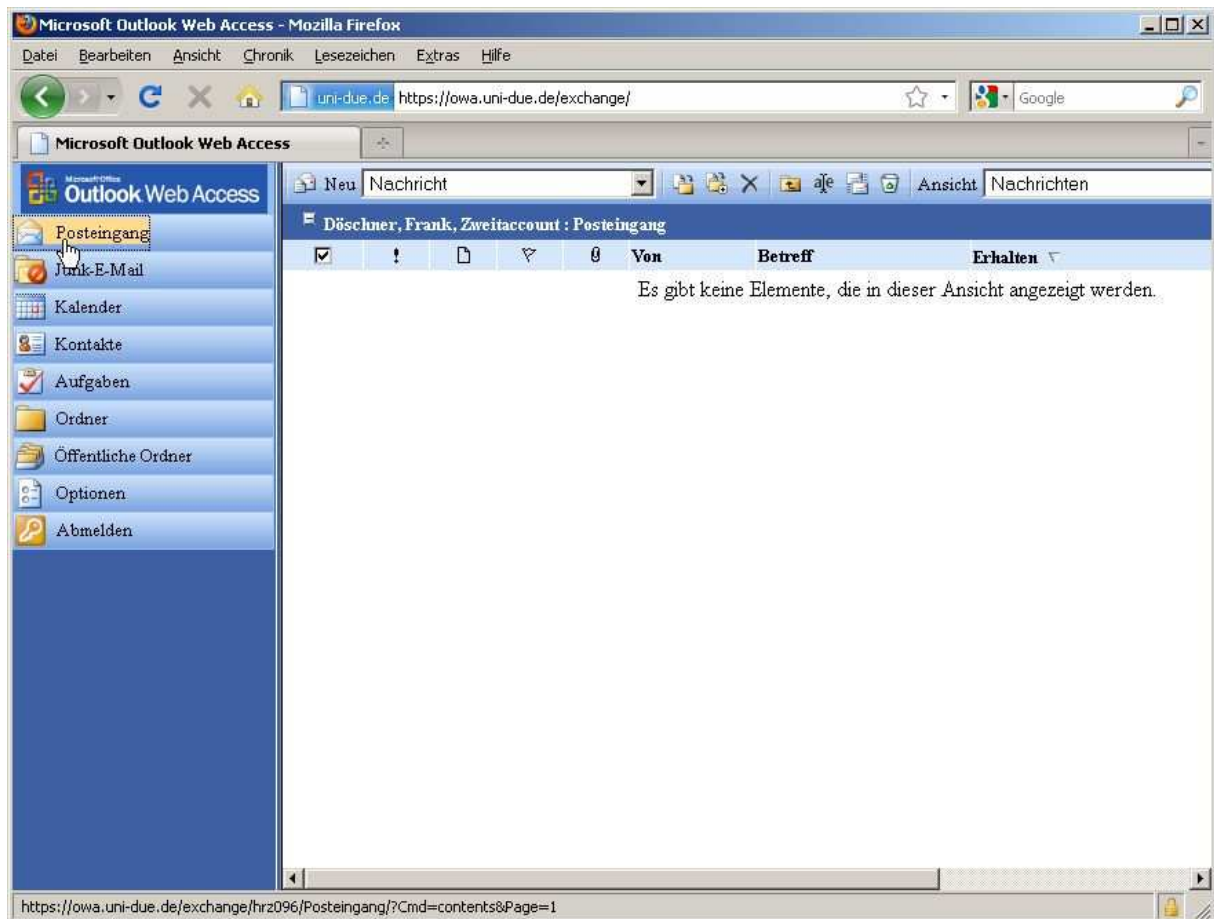 Microsoft Outlook Web Access - Mozilla Firefox
Datei Bearbeiten Ansicht Chronik Lesezeichen Extras Hilfe
uni-due.de https://owa.uni-due.de/exchange/ Google
Microsoft Outlook Web Access
Microsoft Office
Outlook Web Access
Neu Nachricht Ansicht Nachrichten
Döschner, Frank, Zweitaccount : Posteingang
Von Betreff Erhalten
Es gibt keine Elemente, die in dieser Ansicht angezeigt werden.
Posteingang
Junk-E-Mail
Kalender
Kontakte
Aufgaben
Ordner
Öffentliche Ordner
Optionen
Abmelden
https://owa.uni-due.de/exchange/hrz096/Posteingang/?Cmd=contents&Page=1